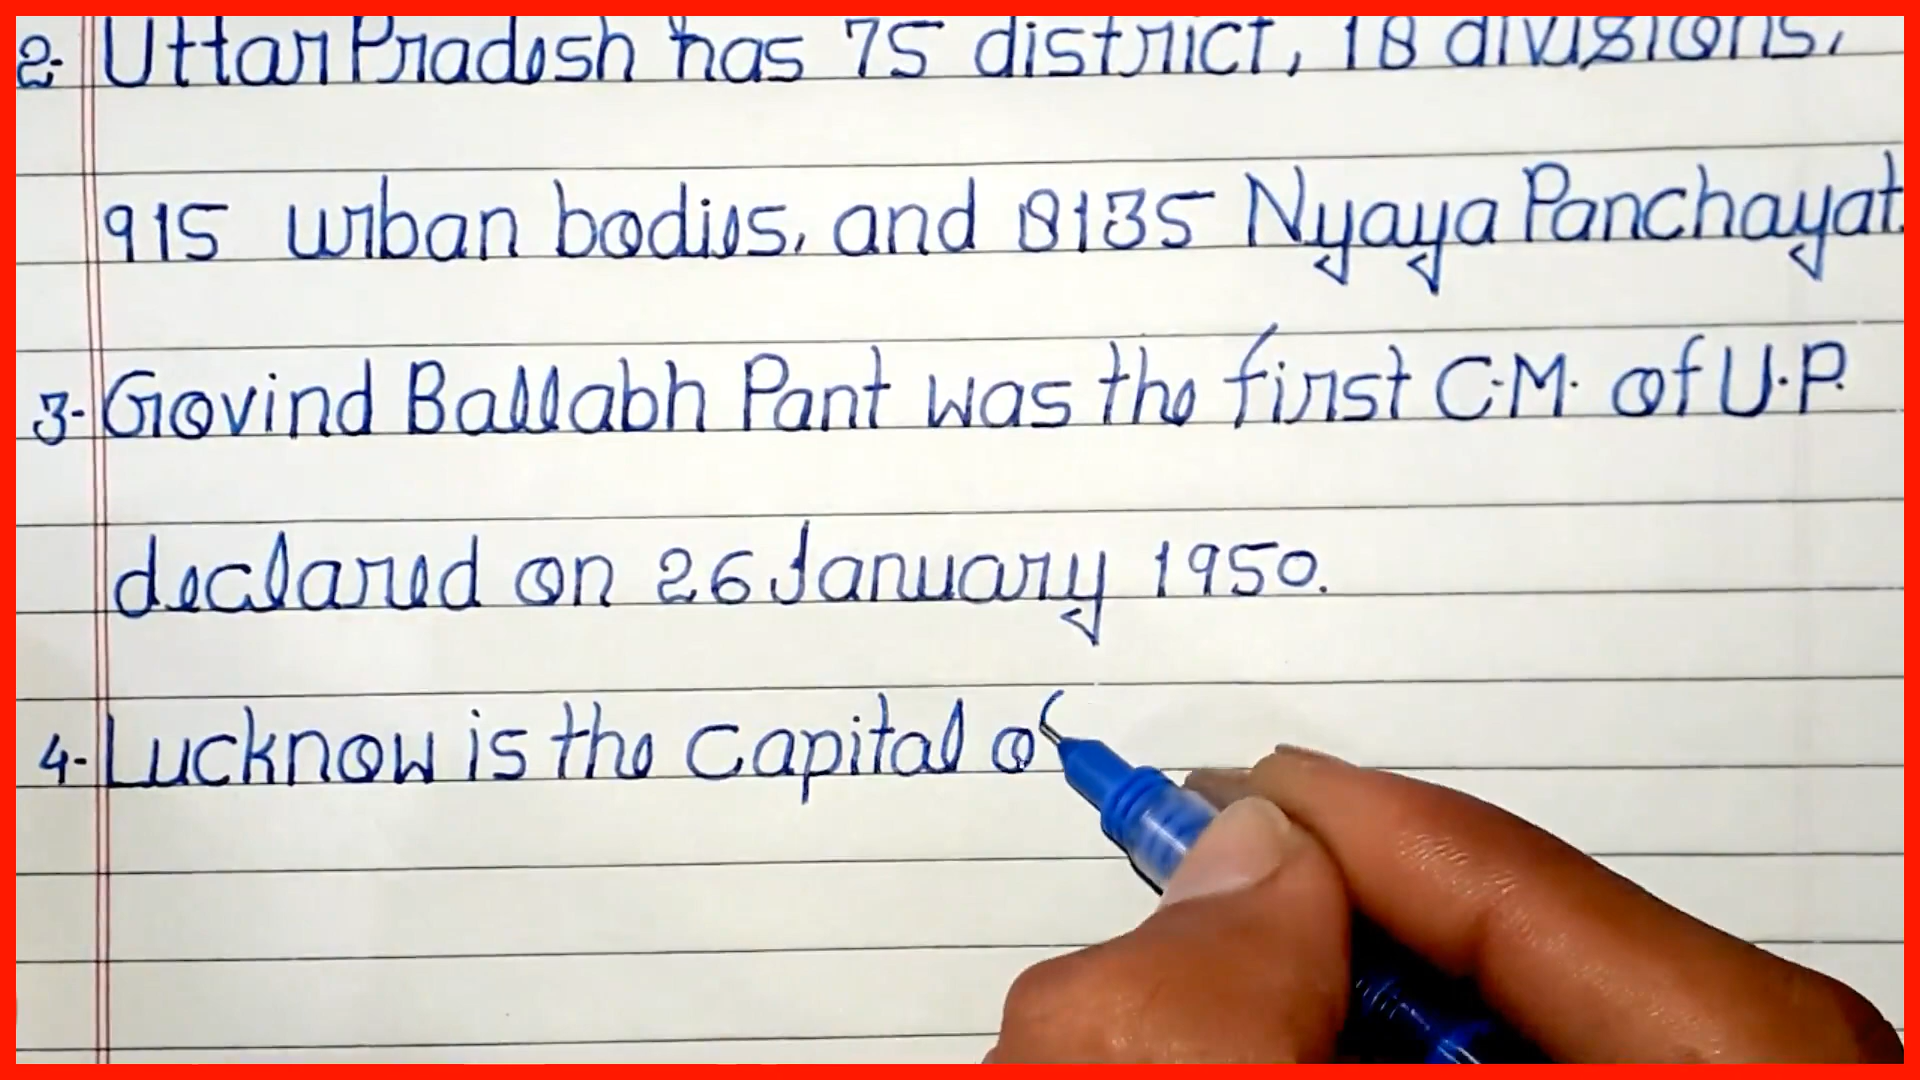 2- Uttar Pradesh has 75 district, 18 divisions,
915 urban bodies, and 8135 Nyaya Panchayat.
3- Govind Ballabh Pant was the first C.M. of U.P.
declared on 26 January 1950.
4- Lucknow is the capital of